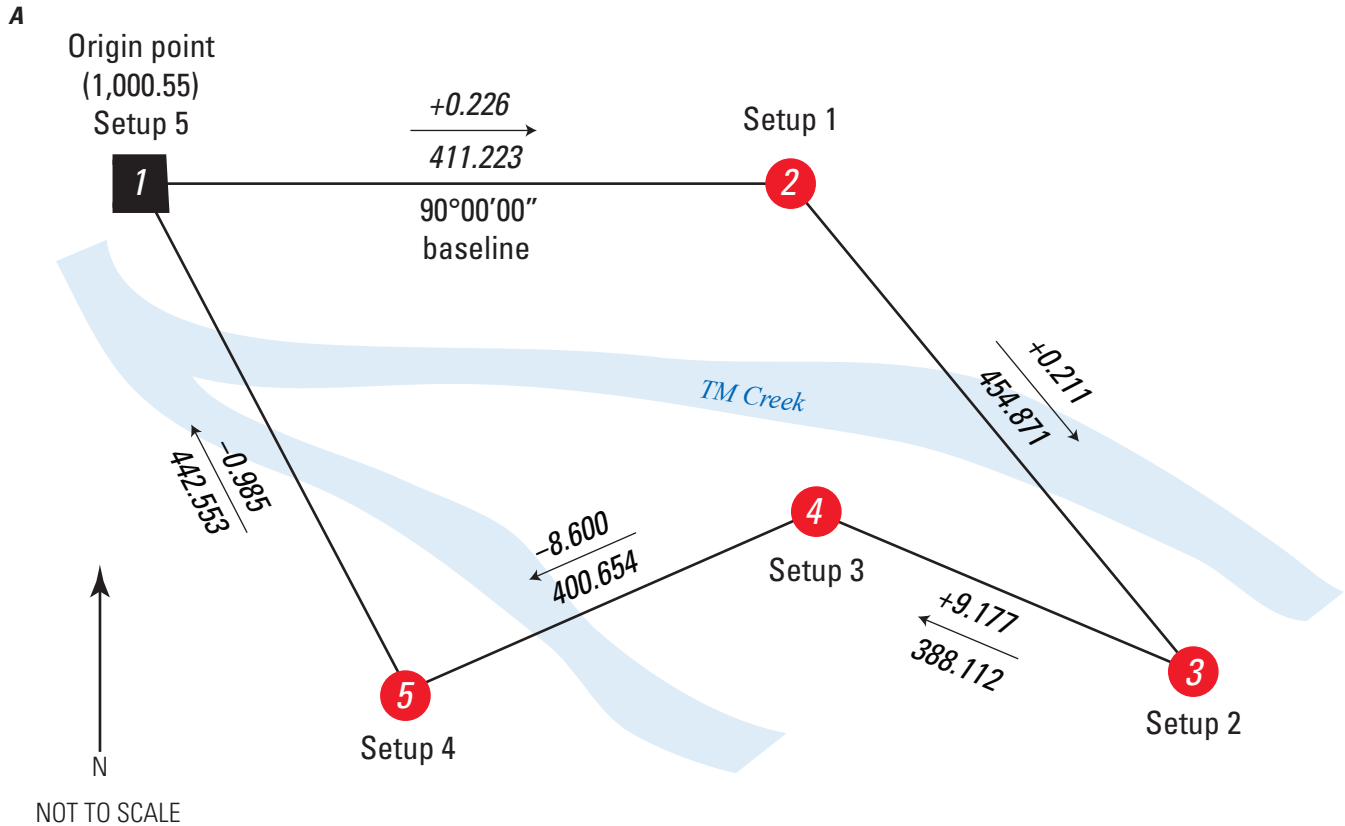 A
Origin point
(1,000.55)
Setup 5
1
+0.226
411.223
90°00′00″
baseline
Setup 1
2
+0.211
454.871
TM Creek
–0.985
442.553
–8.600
400.654
4
Setup 3
+9.177
388.112
3
Setup 2
5
Setup 4
N
NOT TO SCALE